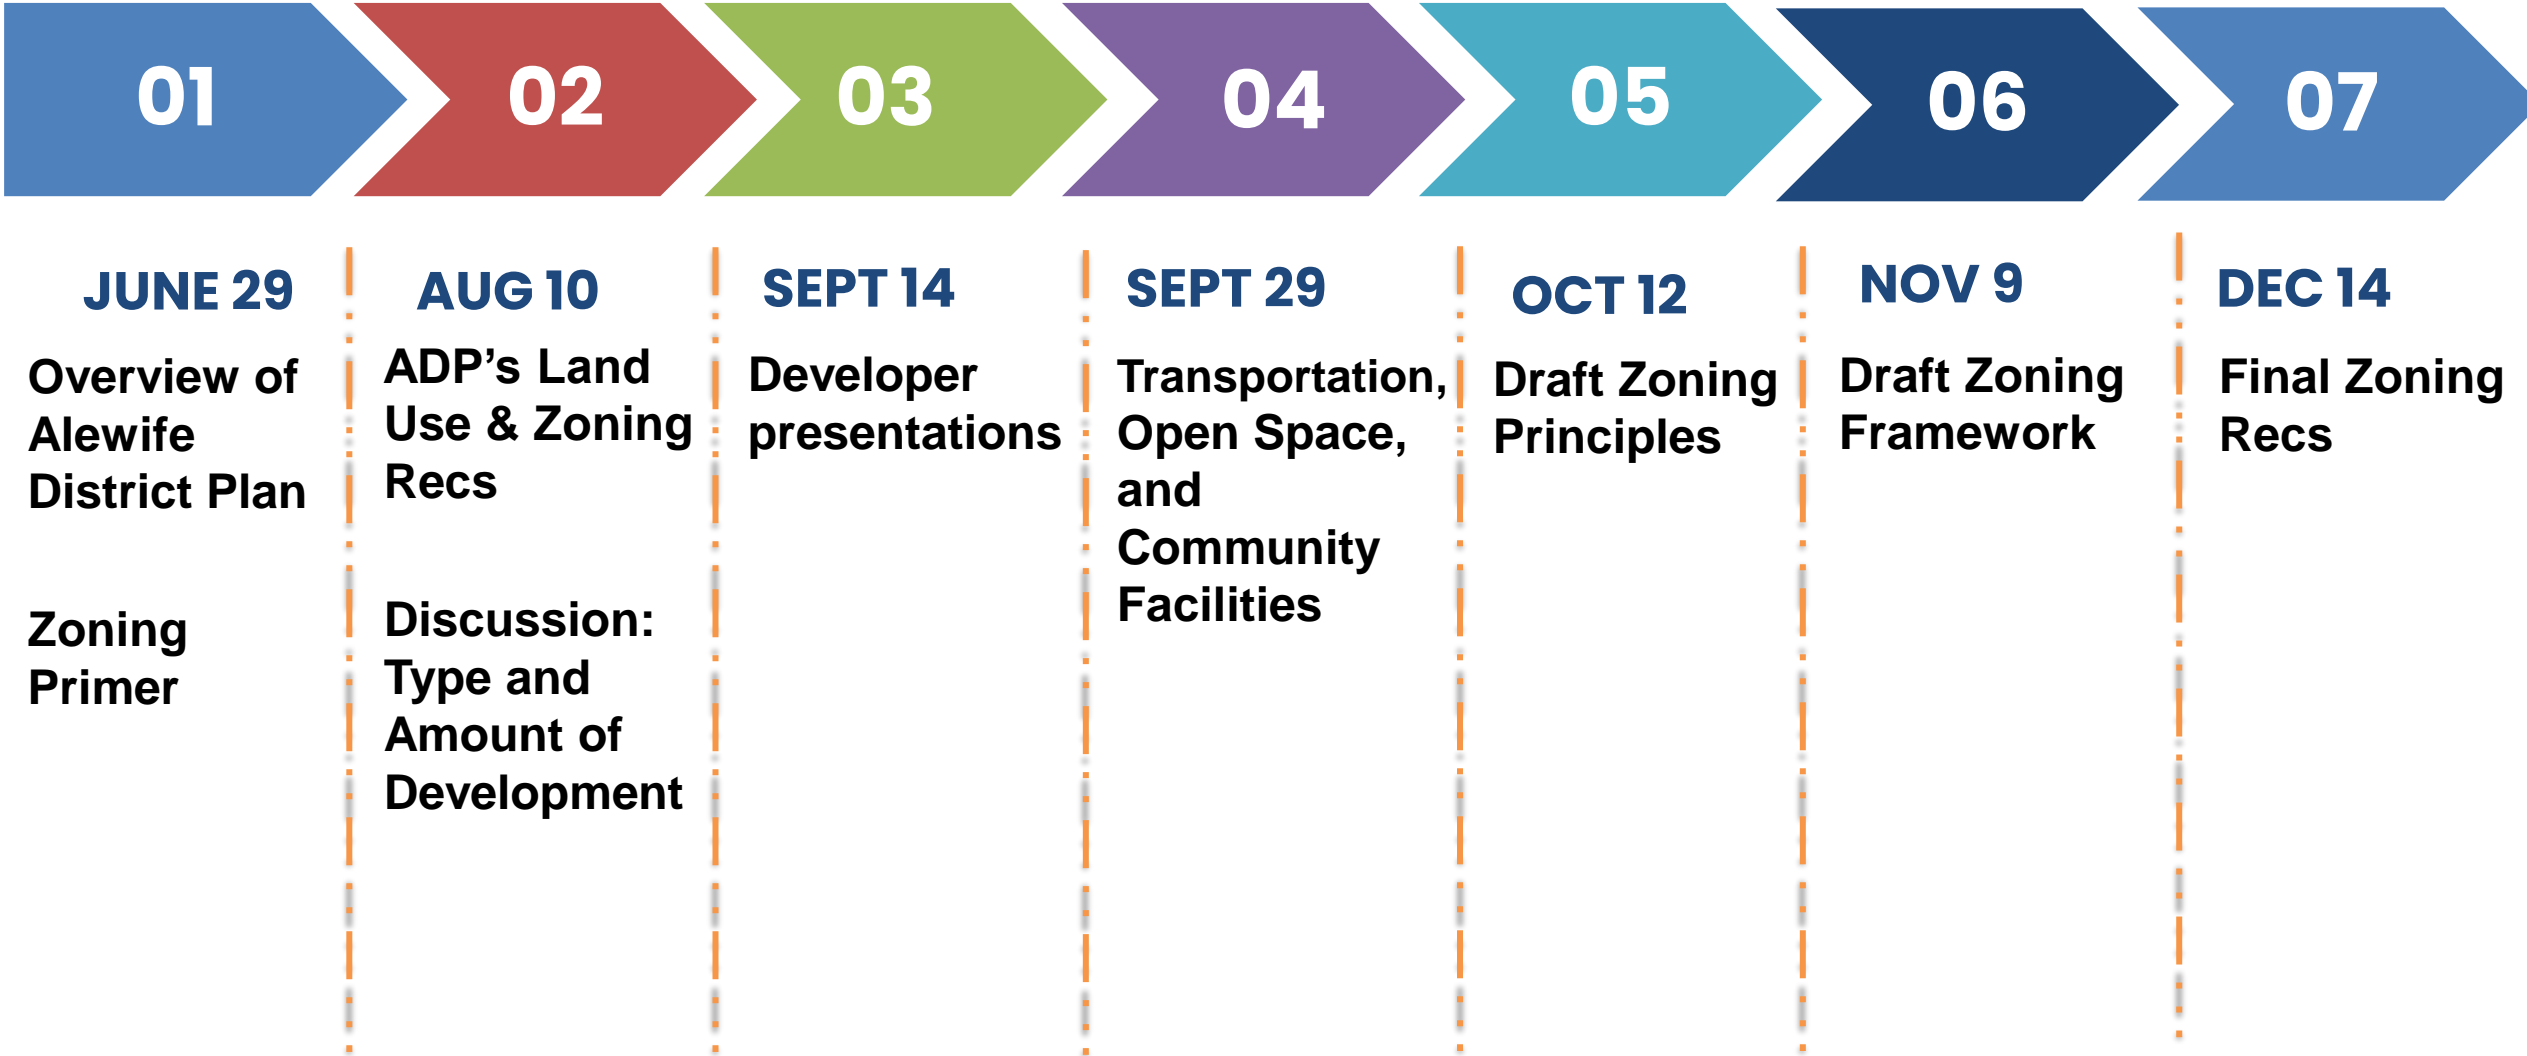 01
02
03
04
05
06
07
JUNE 29
Overview of
Alewife
District Plan
Zoning
Primer
AUG 10
ADP’s Land
Use & Zoning
Recs
Discussion:
Type and
Amount of
Development
SEPT 14
Developer
presentations
SEPT 29
Transportation,
Open Space,
and
Community
Facilities
OCT 12
Draft Zoning
Principles
NOV 9
Draft Zoning
Framework
DEC 14
Final Zoning
Recs